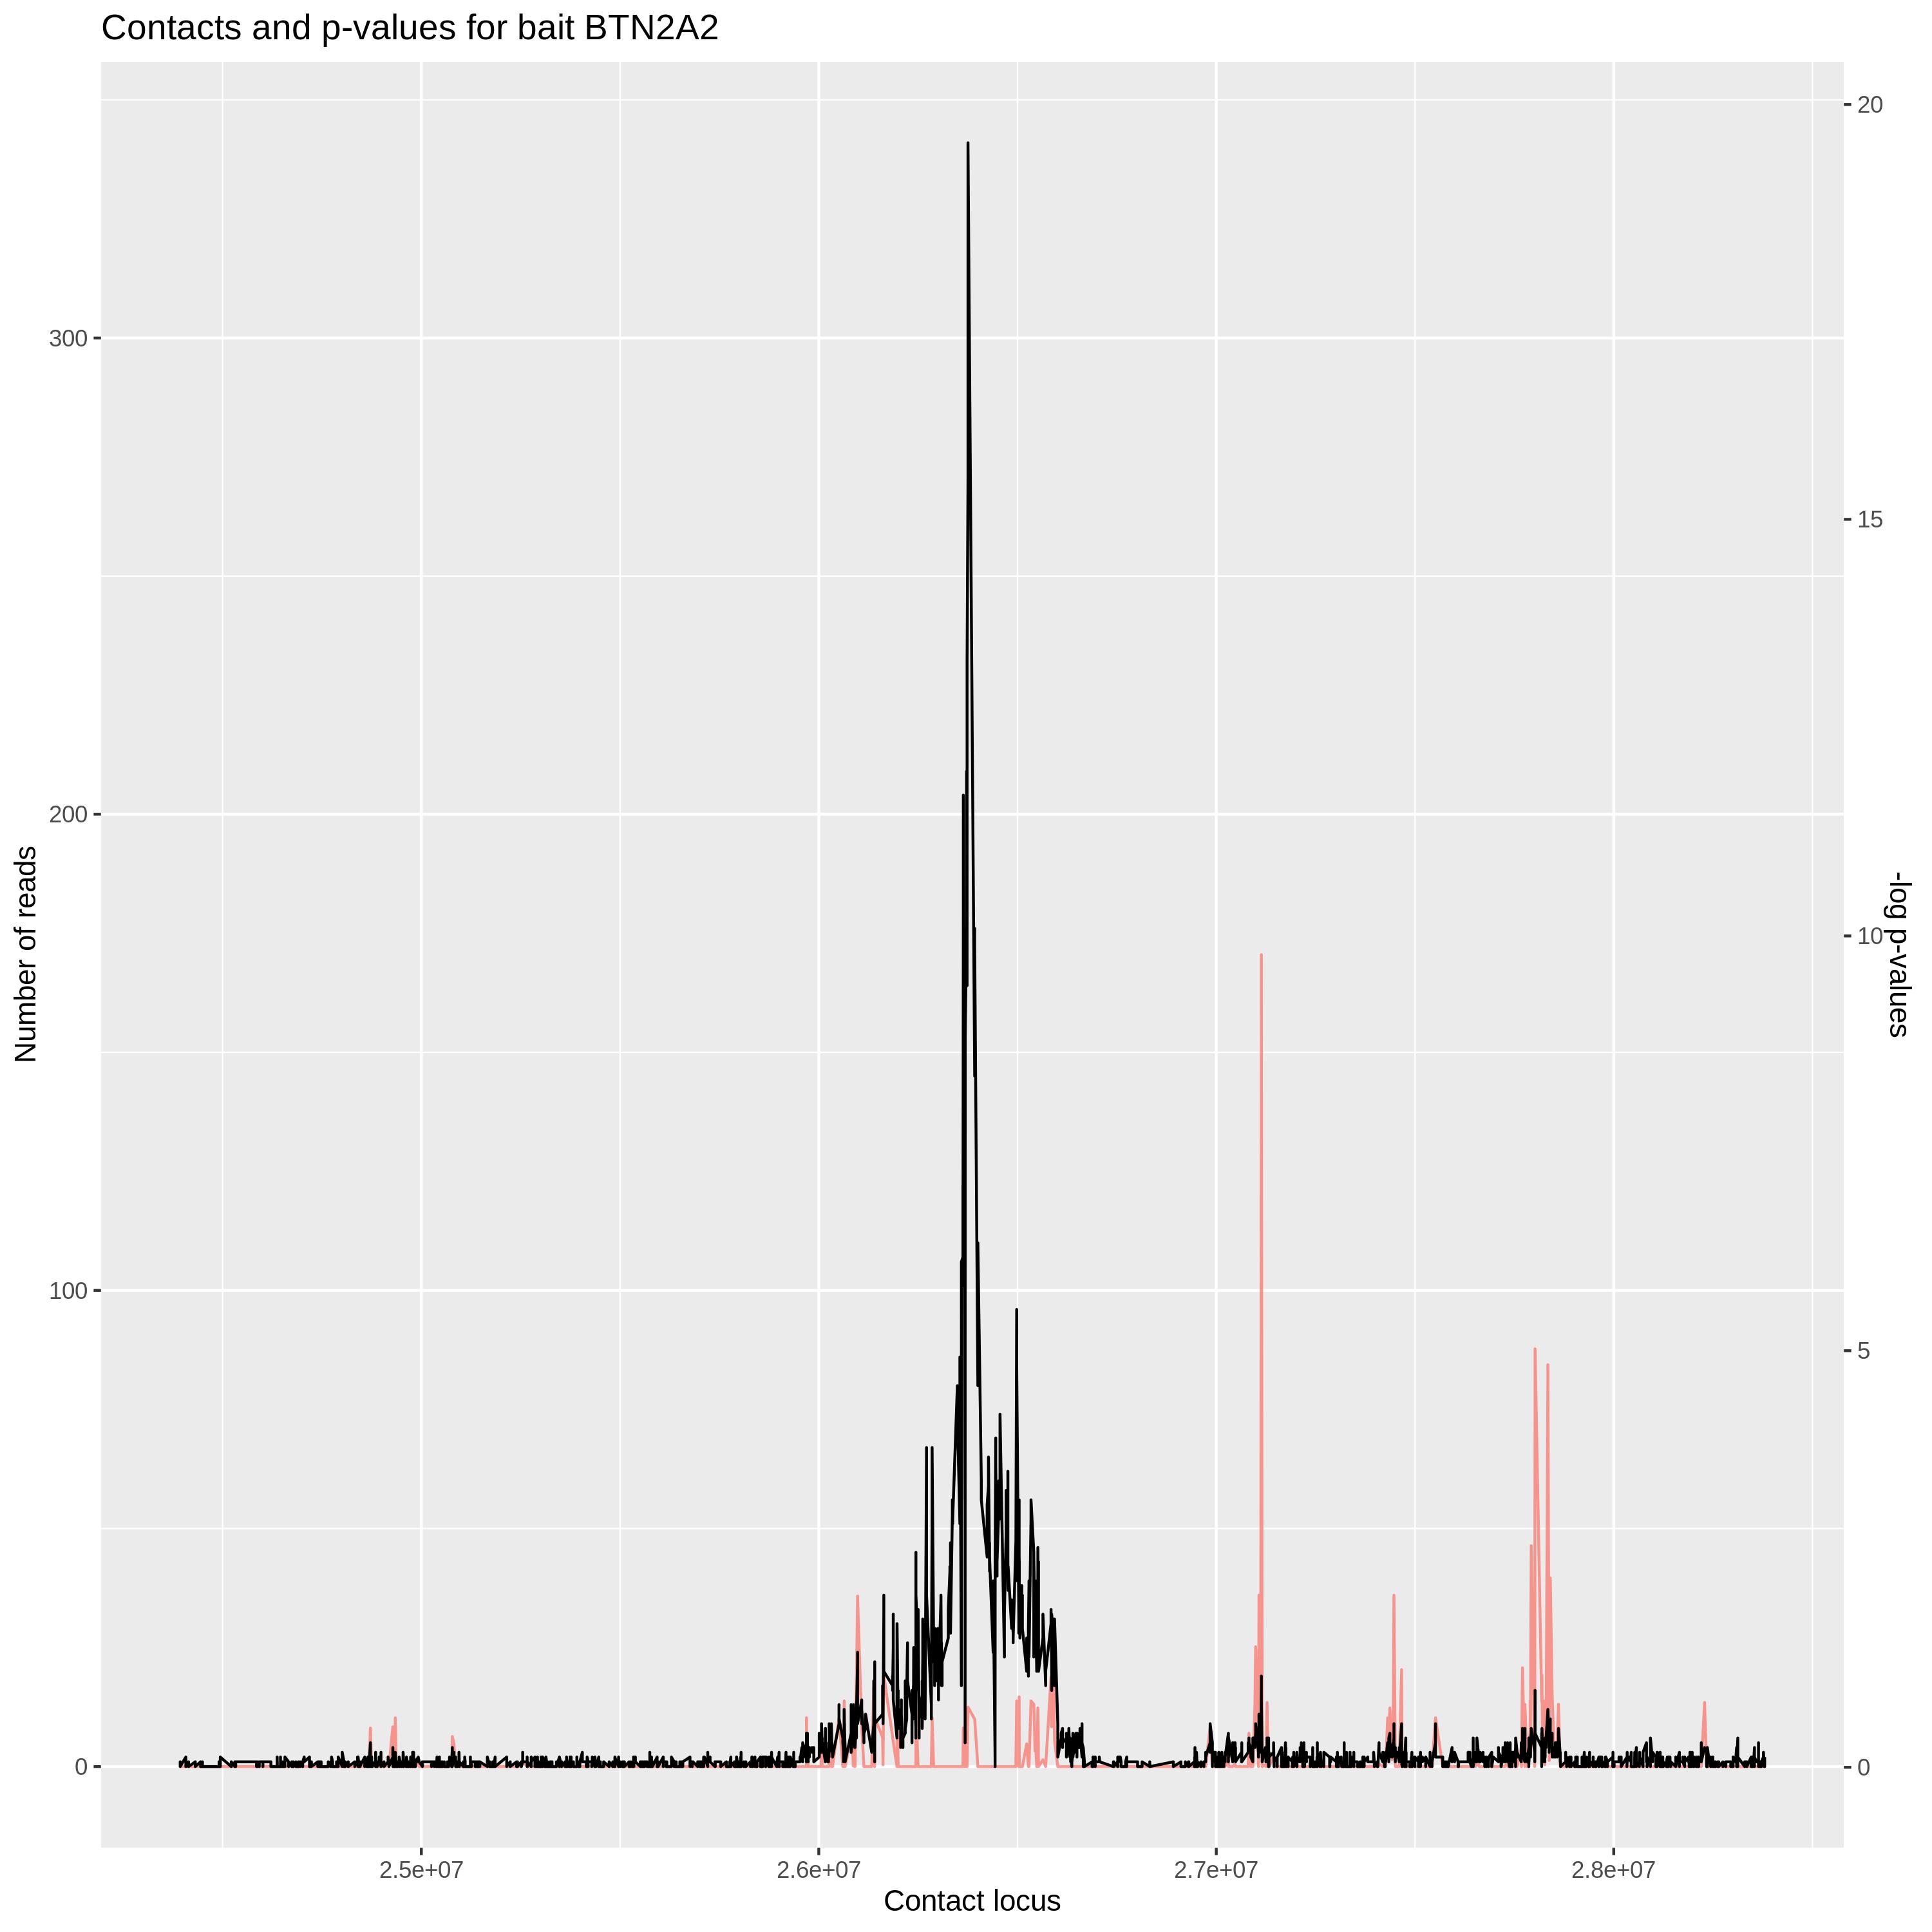 Contacts and p-values for bait BTN2A2
300
200
100
0
Number of reads
20
15
10
5
0
-log p-values
2.5e+07
2.6e+07
2.7e+07
2.8e+07
Contact locus